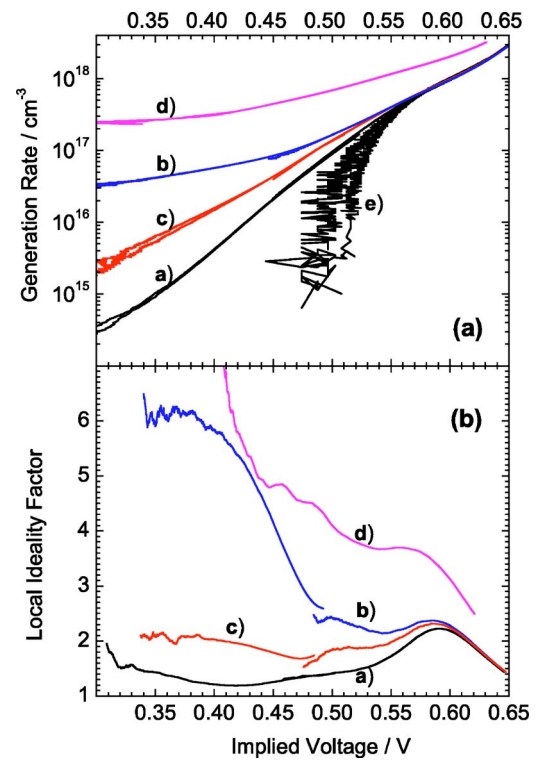 0.35 0.40 0.45 0.50 0.55 0.60 0.65
Generation Rate / cm⁻³
10¹⁸
10¹⁷
10¹⁶
10¹⁵
d)
b)
c)
a)
e)
(a)
Local Ideality Factor
6
5
4
3
2
1
(b)
d)
b)
c)
a)
0.35 0.40 0.45 0.50 0.55 0.60 0.65
Implied Voltage / V